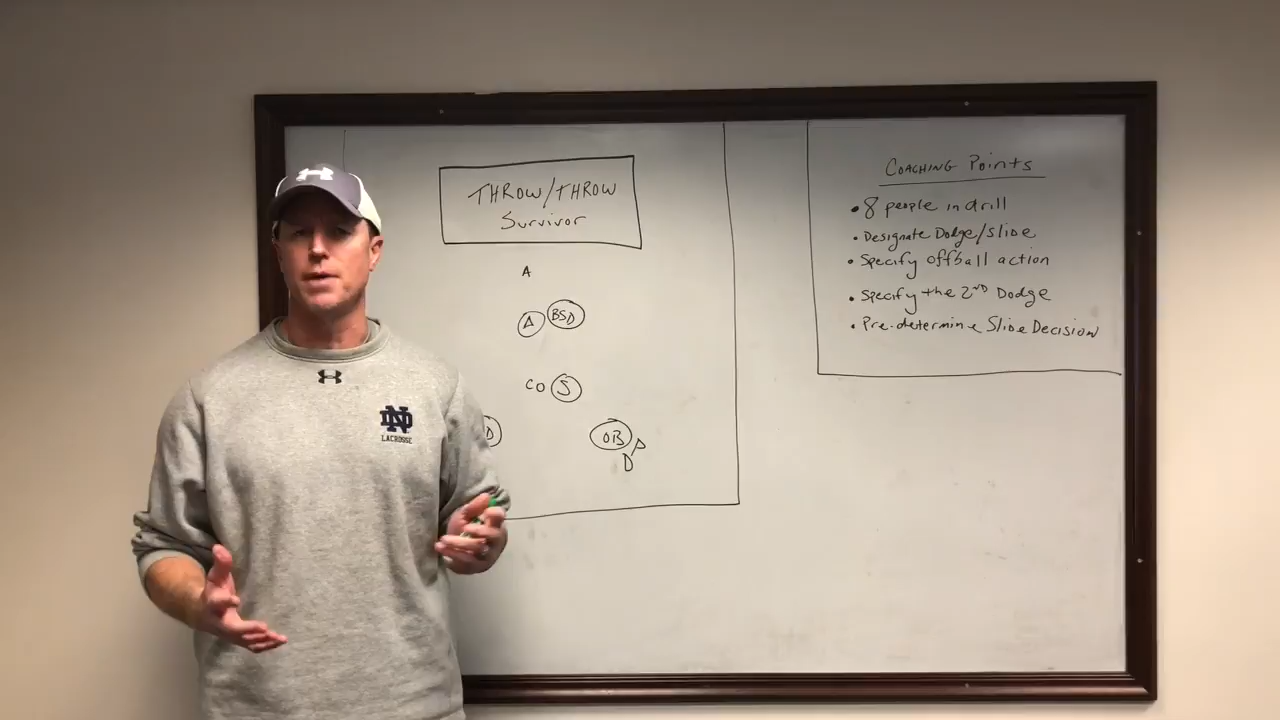 THROW/THROW
Survivor
A
A BSD
CO S
D
OB D
D
COACHING POINTS
• 8 people in drill
• Designate Dodge/slide
• Specify offball action
• Specify the 2ND Dodge
• Pre-determine Slide Decision
ND
LACROSSE